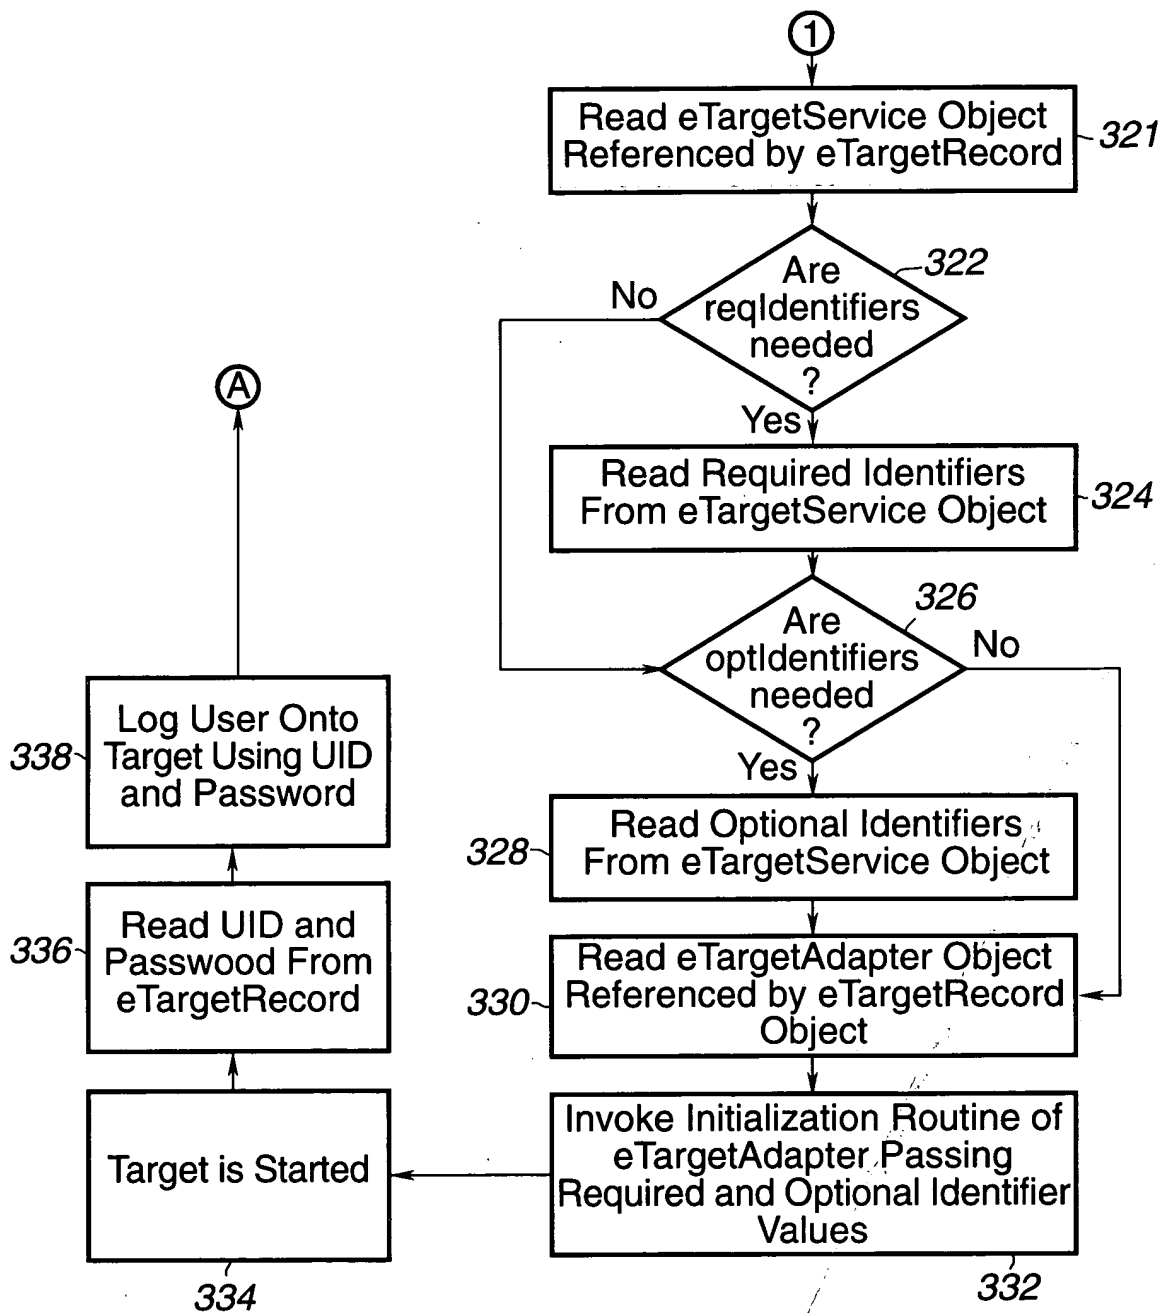 1
Read eTargetService Object
Referenced by eTargetRecord
321
Are
reqIdentifiers
needed
?
322
No
Yes
Read Required Identifiers
From eTargetService Object
324
Are
optIdentifiers
needed
?
326
No
Yes
Read Optional Identifiers
From eTargetService Object
328
Read eTargetAdapter Object
Referenced by eTargetRecord
Object
330
Invoke Initialization Routine of
eTargetAdapter Passing
Required and Optional Identifier
Values
332
Target is Started
334
Read UID and
Passwood From
eTargetRecord
336
Log User Onto
Target Using UID
and Password
338
A